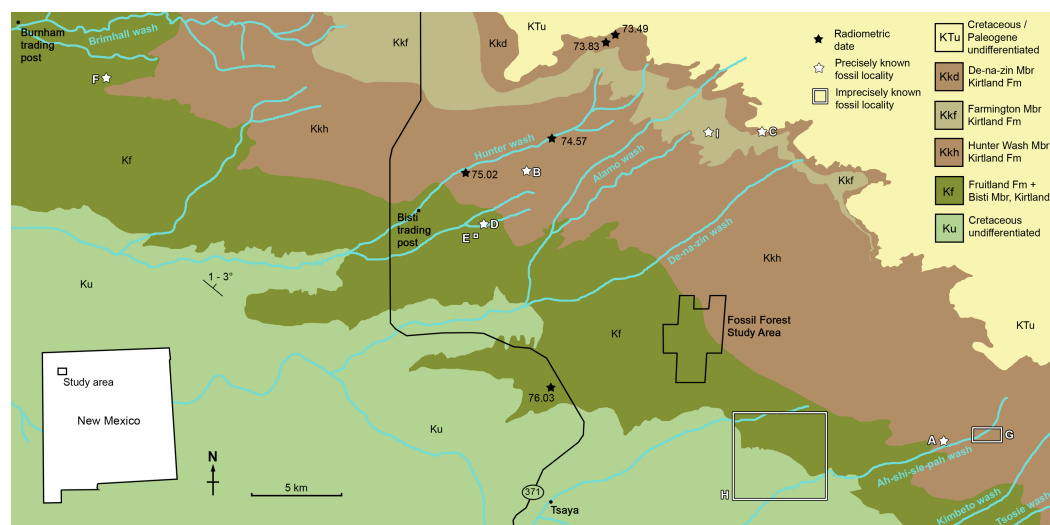 Burnham
trading
post
Brimhall wash
F
Kkf
Kkd
KTu
73.49
73.83
Radiometric
date
Precisely known
fossil locality
Imprecisely known
fossil locality
KTu
Cretaceous /
Paleogene
undifferentiated
Kkd
De-na-zin Mbr
Kirtland Fm
Kkf
Farmington Mbr
Kirtland Fm
Kkh
Hunter Wash Mbr
Kirtland Fm
Kf
Fruitland Fm +
Bisti Mbr, Kirtland
Ku
Cretaceous
undifferentiated
Kkh
Kf
Hunter wash
74.57
75.02
B
Alamo wash
I
C
Kkf
Bisti
trading
post
D
E
De-na-zin wash
Kkh
Ku
1 - 3°
Fossil Forest
Study Area
Kf
KTu
Study area
New Mexico
76.03
Ku
N
5 km
371
Tsaya
H
A
G
Ah-shi-sle-pah wash
Kimbeto wash
Tsosie wash